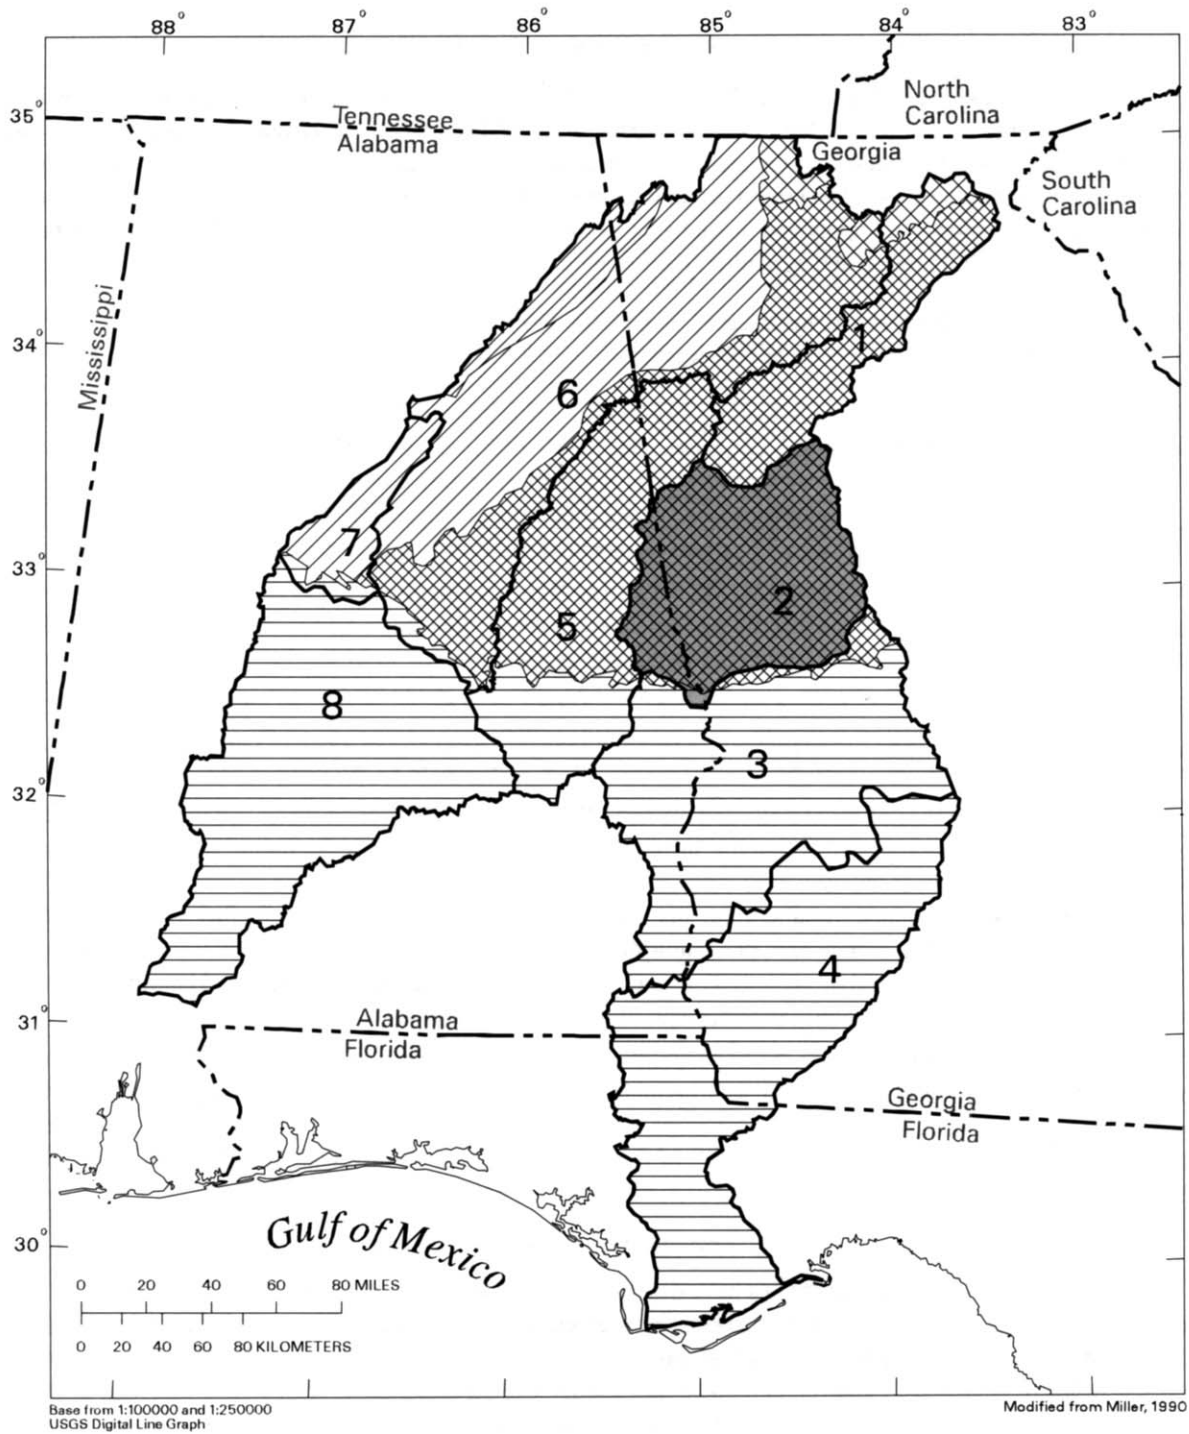 88° 87° 86° 85° 84° 83°
35°
Tennessee
Alabama
North
Carolina
Georgia
South
Carolina
Mississippi
34°
1
6
33°
7
2
5
8
3
32°
4
31°
Alabama
Florida
Georgia
Florida
30°
Gulf of Mexico
0 20 40 60 80 MILES
0 20 40 60 80 KILOMETERS
Base from 1:100000 and 1:250000
USGS Digital Line Graph
Modified from Miller, 1990